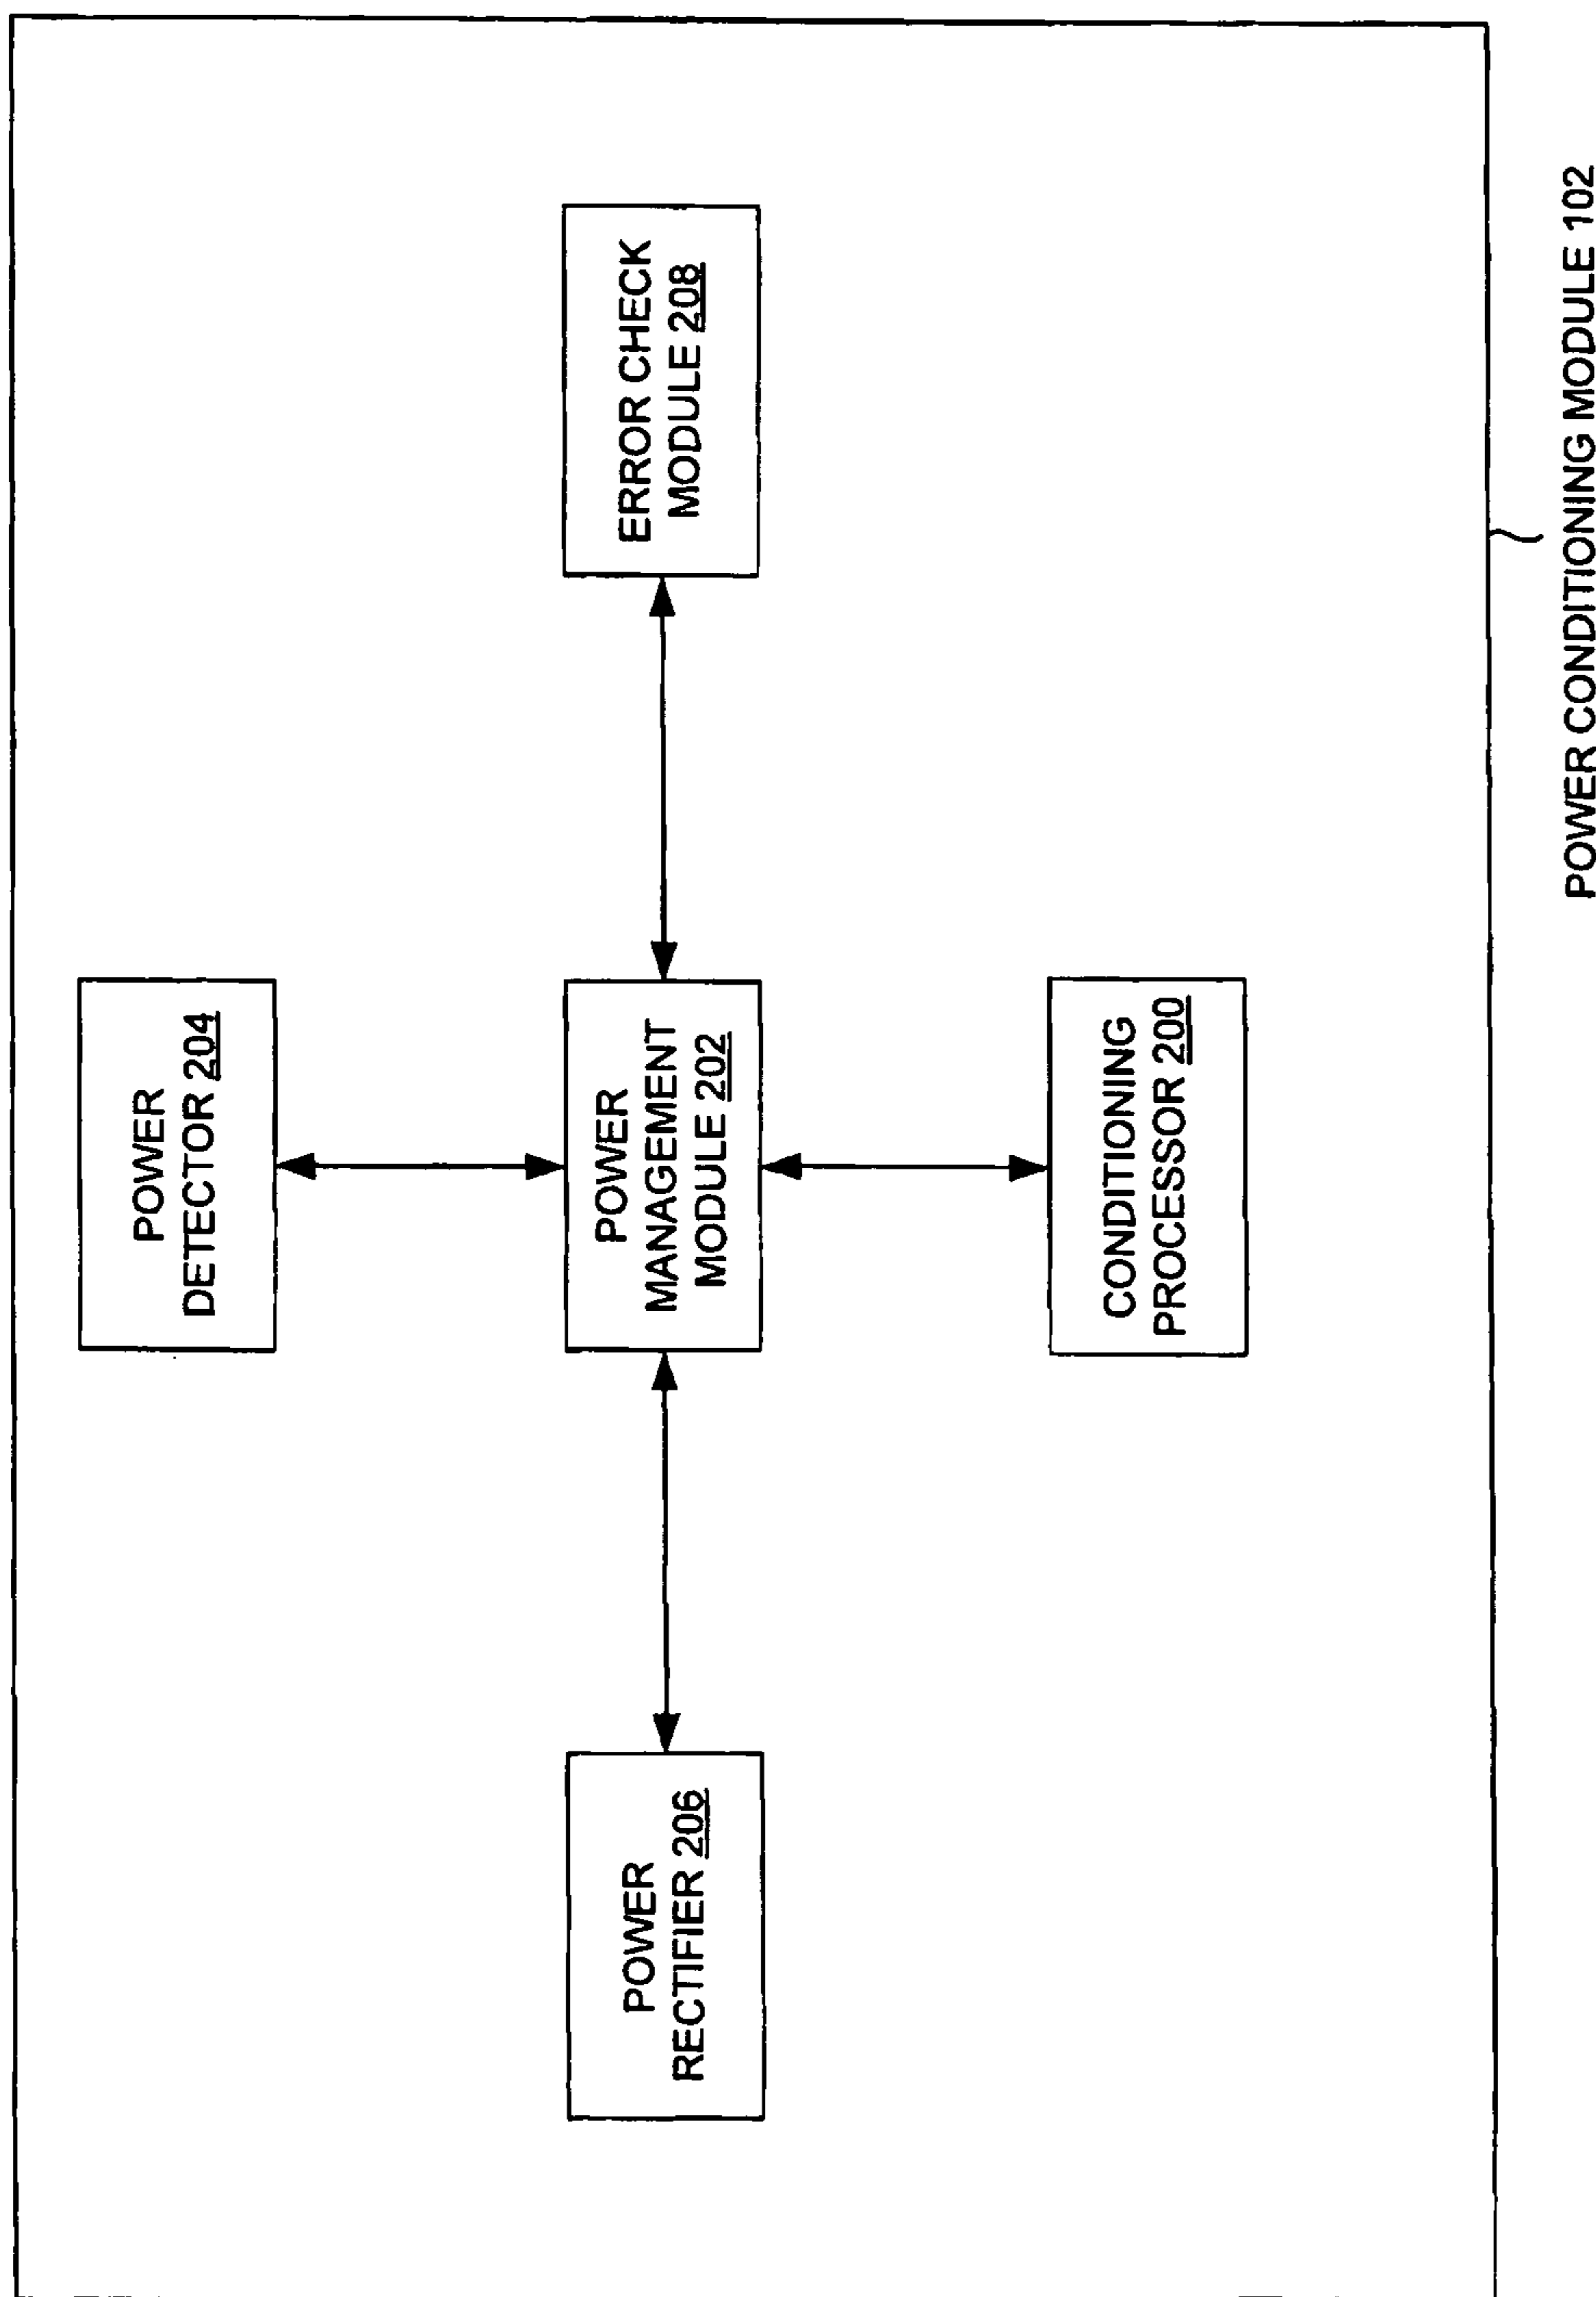 POWER
DETECTOR 204
POWER
RECTIFIER 206
POWER
MANAGEMENT
MODULE 202
ERROR CHECK
MODULE 208
CONDITIONING
PROCESSOR 200
POWER CONDITIONING MODULE 102